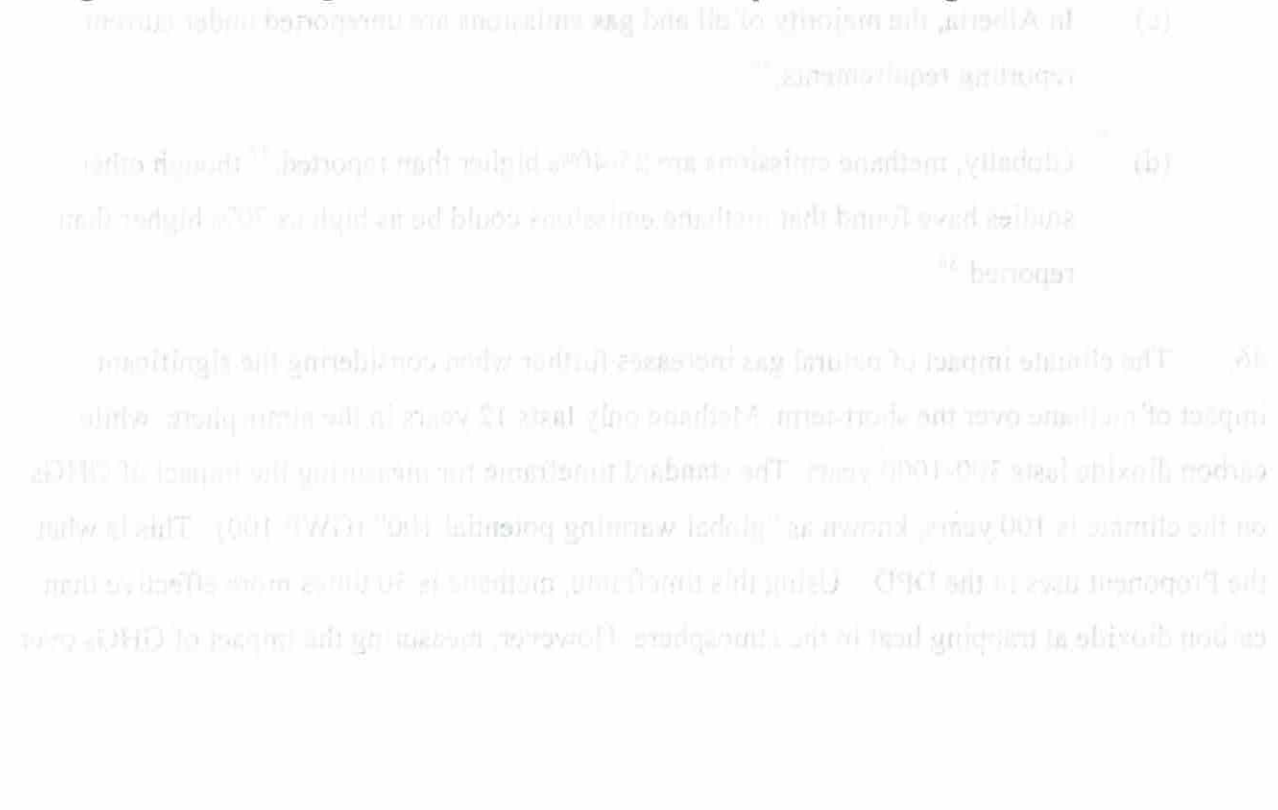 (c) In Alberta, the majority of oil and gas emissions are unreported under current
reporting requirements.
(d) Globally, methane emissions are 25-40% higher than reported, though other
studies have found that methane emissions could be as high as 70% higher than
reported
46. The climate impact of natural gas increases further when considering the significant
impact of methane over the short-term. Methane only lasts 12 years in the atmosphere, while
carbon dioxide lasts 300-1000 years. The standard timeframe for measuring the impact of GHGs
on the climate is 100 years, known as "global warming potential 100" (GWP-100). This is what
the Proponent uses in the DPD. Using this timeframe, methane is 30 times more effective than
carbon dioxide at trapping heat in the atmosphere. However, measuring the impact of GHGs over